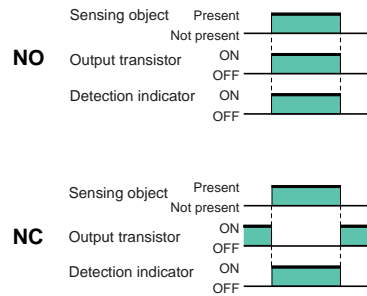 Sensing object Present
Not present
NO Output transistor ON
OFF
Detection indicator ON
OFF
Sensing object Present
Not present
NC Output transistor ON
OFF
Detection indicator ON
OFF